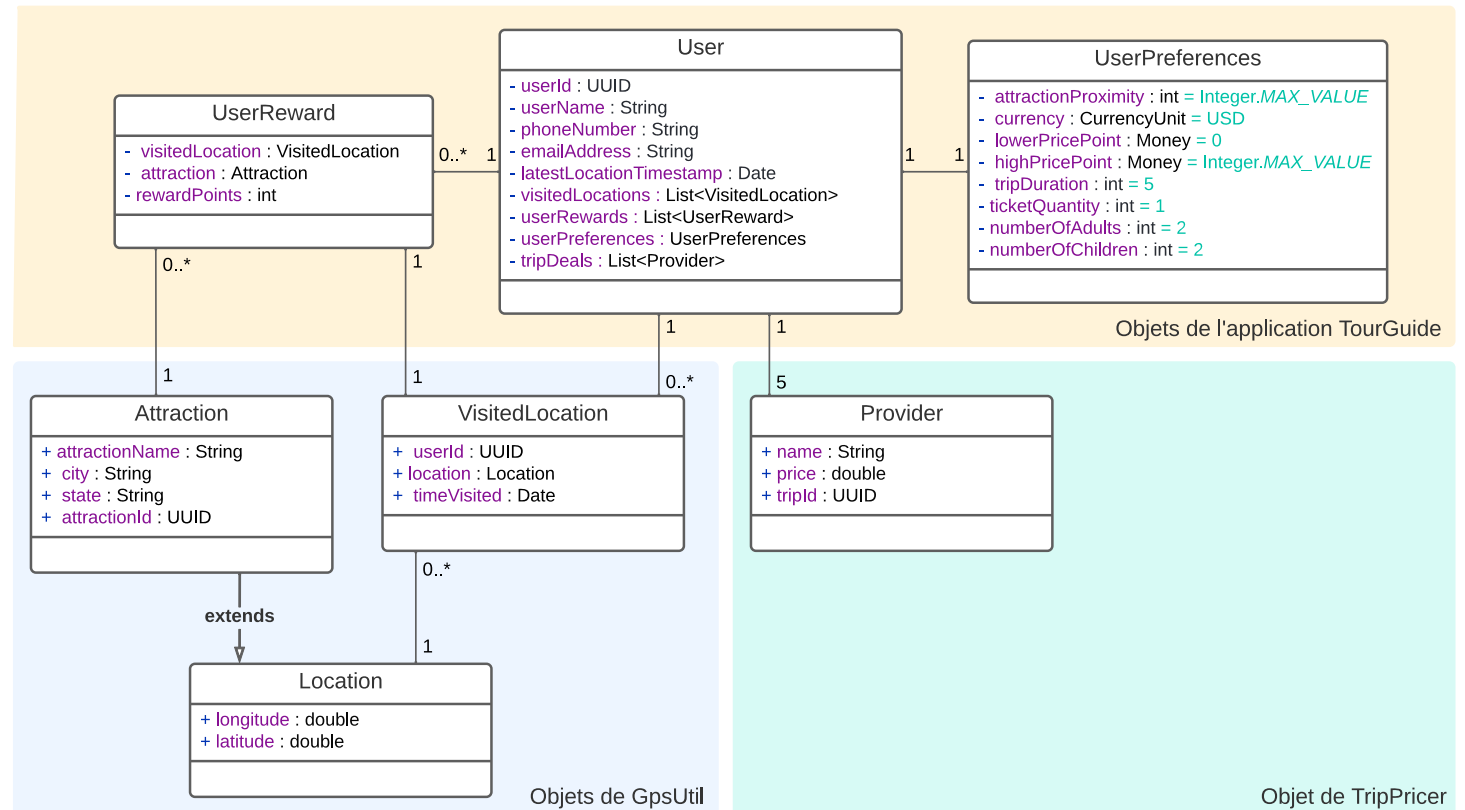 UserReward
- visitedLocation : VisitedLocation
- attraction : Attraction
- rewardPoints : int
User
- userId : UUID
- userName : String
- phoneNumber : String
- emailAddress : String
- latestLocationTimestamp : Date
- visitedLocations : List<VisitedLocation>
- userRewards : List<UserReward>
- userPreferences : UserPreferences
- tripDeals : List<Provider>
UserPreferences
- attractionProximity : int = Integer.MAX_VALUE
- currency : CurrencyUnit = USD
- lowerPricePoint : Money = 0
- highPricePoint : Money = Integer.MAX_VALUE
- tripDuration : int = 5
- ticketQuantity : int = 1
- numberOfAdults : int = 2
- numberOfChildren : int = 2
0..*
1
1
1
0..*
1
1
1
Objets de l'application TourGuide
1
1
0..*
5
Attraction
+ attractionName : String
+ city : String
+ state : String
+ attractionId : UUID
VisitedLocation
+ userId : UUID
+ location : Location
+ timeVisited : Date
Provider
+ name : String
+ price : double
+ tripId : UUID
0..*
extends
1
Location
+ longitude : double
+ latitude : double
Objets de GpsUtil
Objet de TripPricer